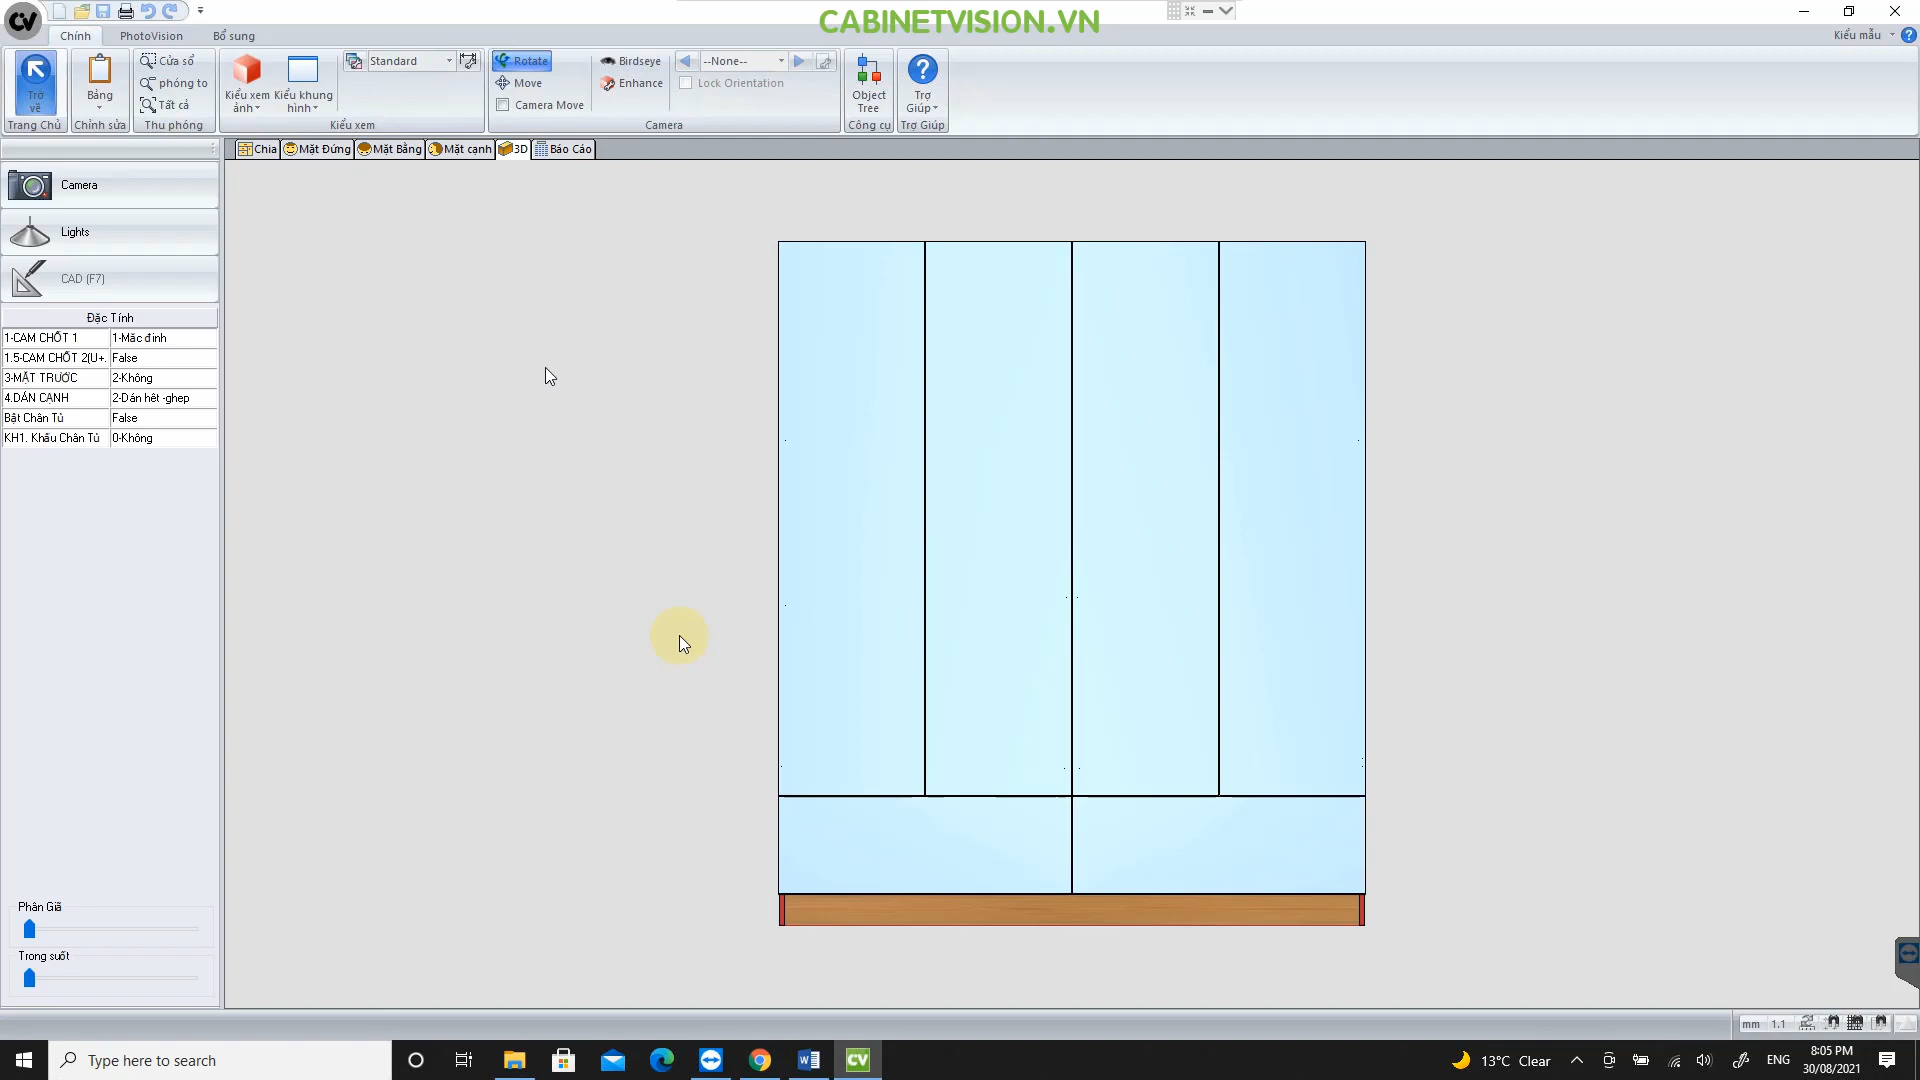 CABINETVISION.VN
CV
Chính PhotoVision Bổ sung Kiểu mẫu
Trở về
Trang Chủ
Bảng
Chỉnh sửa
Cửa sổ
phóng to
Tất cả
Thu phóng
Kiểu xem ảnh
Kiểu khung hình
Standard
Kiểu xem
Rotate
Move
Camera Move
Birdseye
Enhance
--None--
Lock Orientation
Camera
Object Tree
Công cụ
Trợ Giúp
Trợ Giúp
Chia Mặt Đứng Mặt Bằng Mặt cạnh 3D Báo Cáo
Camera
Lights
CAD (F7)
Đặc Tính
1-CAM CHỐT 1 1-Mặc đinh
1.5-CAM CHỐT 2(U+. False
3-MẶT TRƯỚC 2-Không
4.DÁN CẠNH 2-Dán hết -ghep
Bật Chân Tủ False
KH1. Khấu Chân Tủ 0-Không
Phân Giã
Trong suốt
mm 1.1
Type here to search
CV
13°C Clear
ENG
8:05 PM
30/08/2021